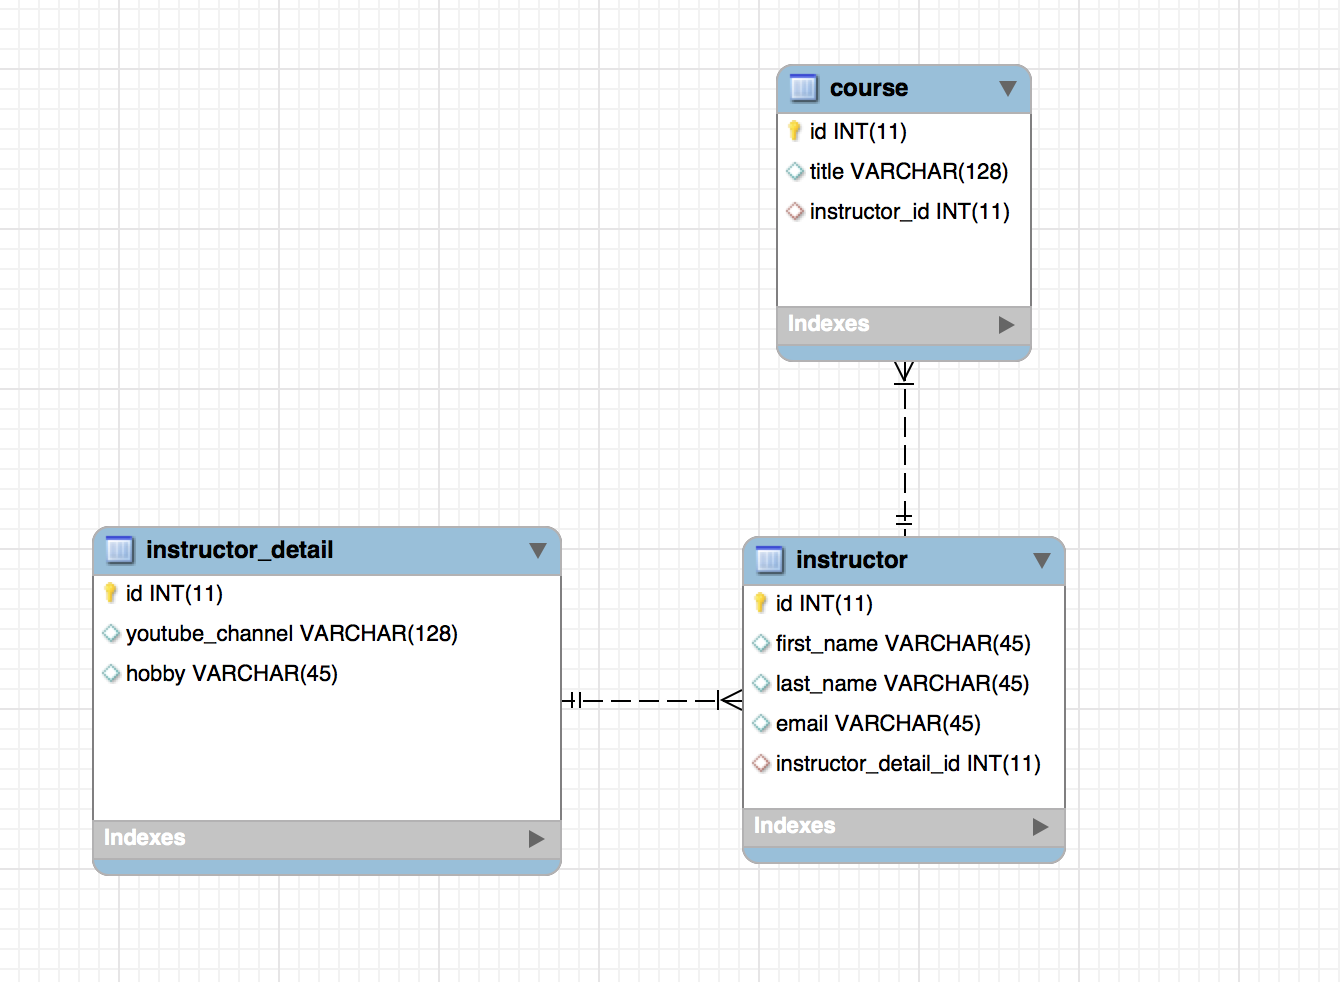 course
id INT(11)
title VARCHAR(128)
instructor_id INT(11)
Indexes
instructor_detail
id INT(11)
youtube_channel VARCHAR(128)
hobby VARCHAR(45)
Indexes
instructor
id INT(11)
first_name VARCHAR(45)
last_name VARCHAR(45)
email VARCHAR(45)
instructor_detail_id INT(11)
Indexes